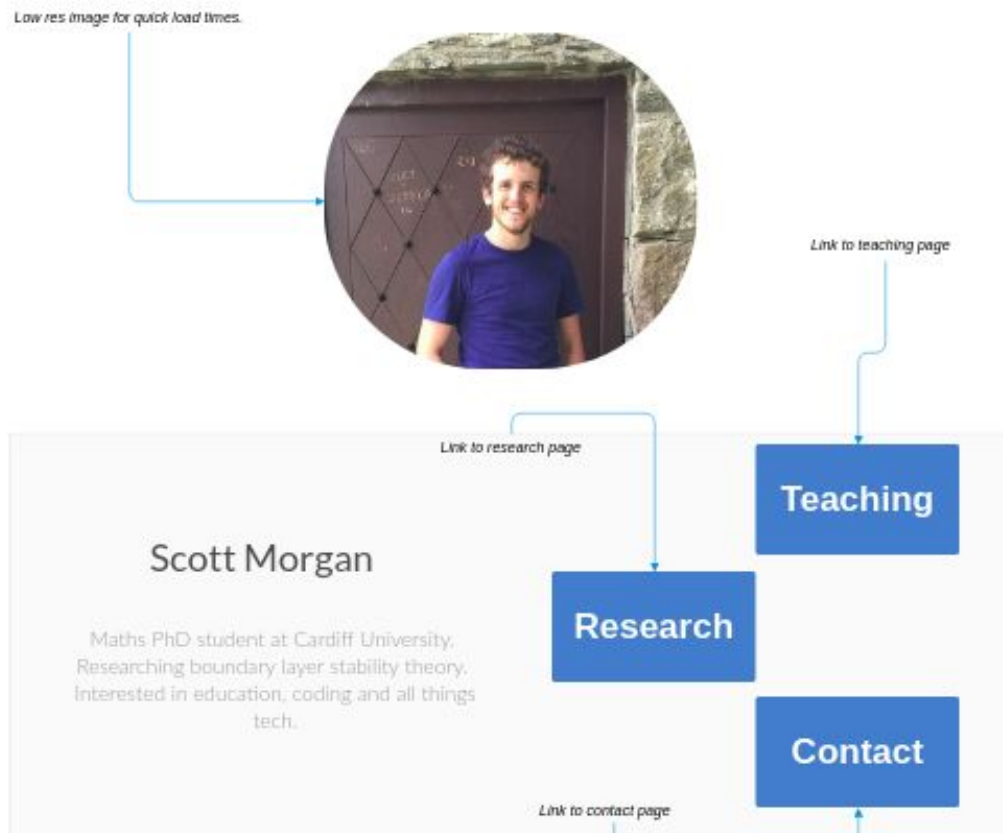 Low res image for quick load times.
Link to teaching page
Link to research page
Teaching
Scott Morgan
Research
Maths PhD student at Cardiff University.
Researching boundary layer stability theory.
Interested in education, coding and all things
tech.
Contact
Link to contact page